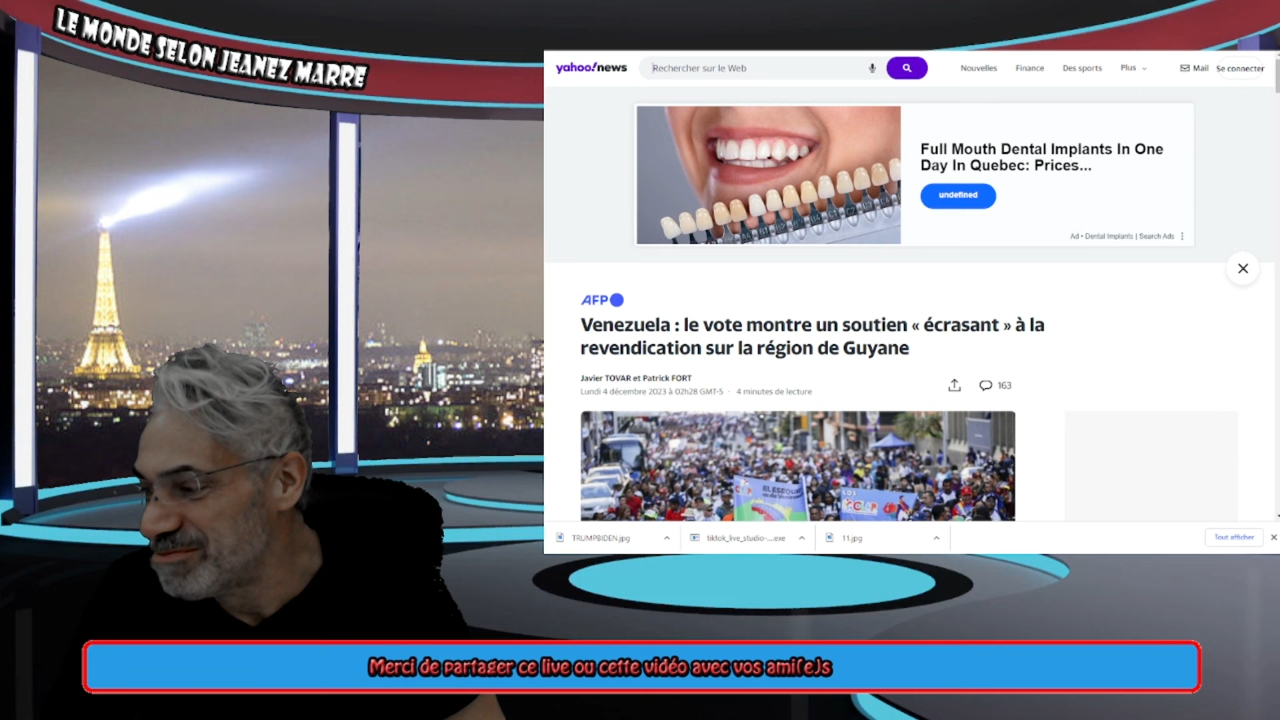 LE MONDE SELON JEANEZ MARRE
yahoo!news
Rechercher sur le Web
Nouvelles
Finance
Des sports
Plus
Mail
Se connecter
Full Mouth Dental Implants In One
Day In Quebec: Prices...
undefined
Ad • Dental Implants | Search Ads
AFP
Venezuela : le vote montre un soutien « écrasant » à la
revendication sur la région de Guyane
Javier TOVAR et Patrick FORT
Lundi 4 décembre 2023 à 02h28 GMT-5 · 4 minutes de lecture
163
TRUMPBIDEN.jpg
tiktok_live_studio-....exe
11.jpg
Tout afficher
Merci de partager ce live ou cette vidéo avec vos ami(e)s